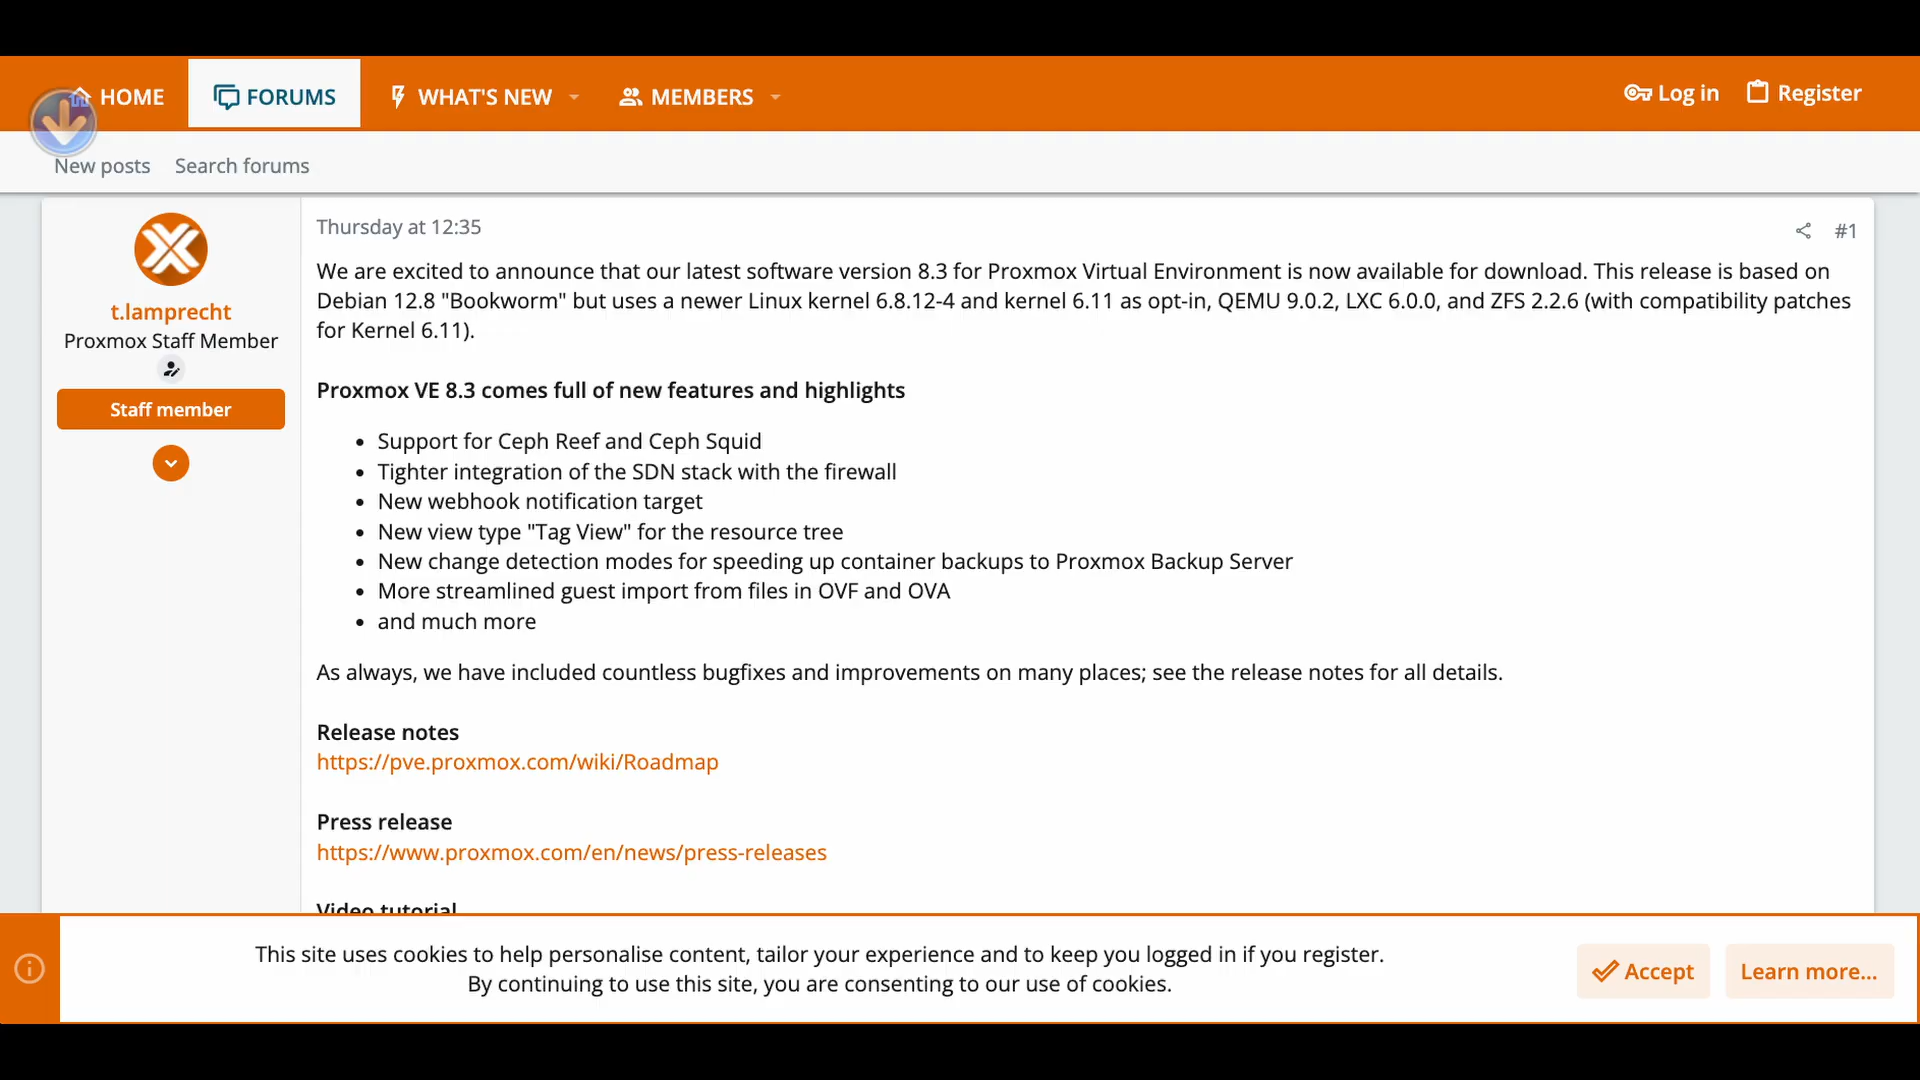 HOME FORUMS WHAT'S NEW MEMBERS Log in Register
New posts Search forums
t.lamprecht
Proxmox Staff Member
Staff member
Thursday at 12:35 #1
We are excited to announce that our latest software version 8.3 for Proxmox Virtual Environment is now available for download. This release is based on
Debian 12.8 "Bookworm" but uses a newer Linux kernel 6.8.12-4 and kernel 6.11 as opt-in, QEMU 9.0.2, LXC 6.0.0, and ZFS 2.2.6 (with compatibility patches
for Kernel 6.11).
Proxmox VE 8.3 comes full of new features and highlights
• Support for Ceph Reef and Ceph Squid
• Tighter integration of the SDN stack with the firewall
• New webhook notification target
• New view type "Tag View" for the resource tree
• New change detection modes for speeding up container backups to Proxmox Backup Server
• More streamlined guest import from files in OVF and OVA
• and much more
As always, we have included countless bugfixes and improvements on many places; see the release notes for all details.
Release notes
https://pve.proxmox.com/wiki/Roadmap
Press release
https://www.proxmox.com/en/news/press-releases
Video tutorial
This site uses cookies to help personalise content, tailor your experience and to keep you logged in if you register.
By continuing to use this site, you are consenting to our use of cookies.
Accept Learn more...